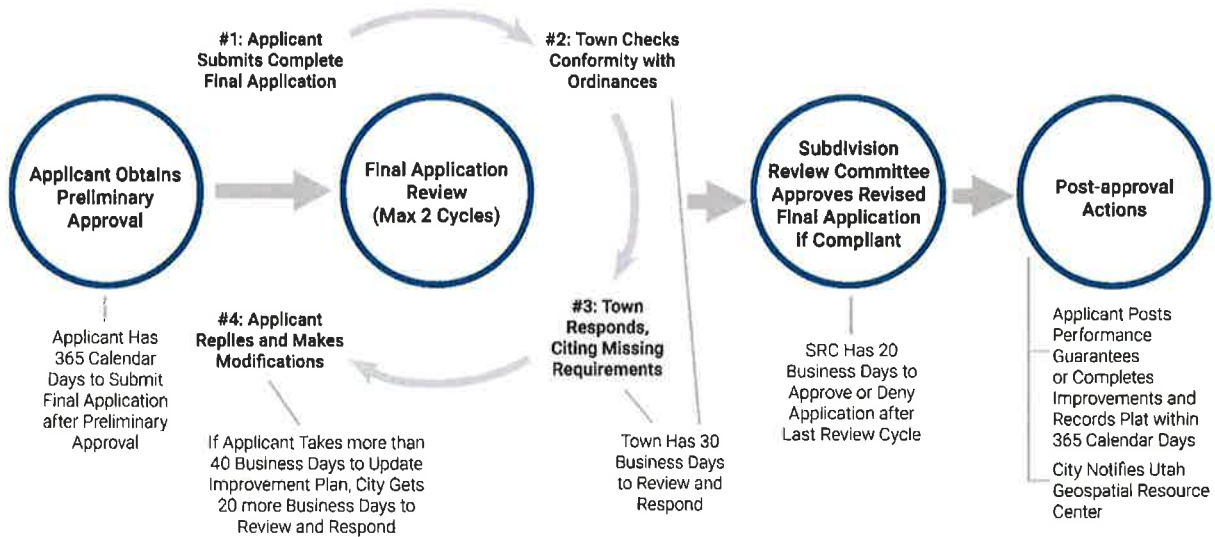 #1: Applicant
Submits Complete
Final Application
#2: Town Checks
Conformity with
Ordinances
Applicant Obtains
Preliminary
Approval
Final Application
Review
(Max 2 Cycles)
Subdivision
Review Committee
Approves Revised
Final Application
if Compliant
Post-approval
Actions
#4: Applicant
Replies and Makes
Modifications
#3: Town
Responds,
Citing Missing
Requirements
Applicant Has
365 Calendar
Days to Submit
Final Application
after Preliminary
Approval
If Applicant Takes more than
40 Business Days to Update
Improvement Plan, City Gets
20 more Business Days to
Review and Respond
Town Has 30
Business Days
to Review and
Respond
SRC Has 20
Business Days to
Approve or Deny
Application after
Last Review Cycle
Applicant Posts
Performance
Guarantees
or Completes
Improvements and
Records Plat within
365 Calendar Days
City Notifies Utah
Geospatial Resource
Center